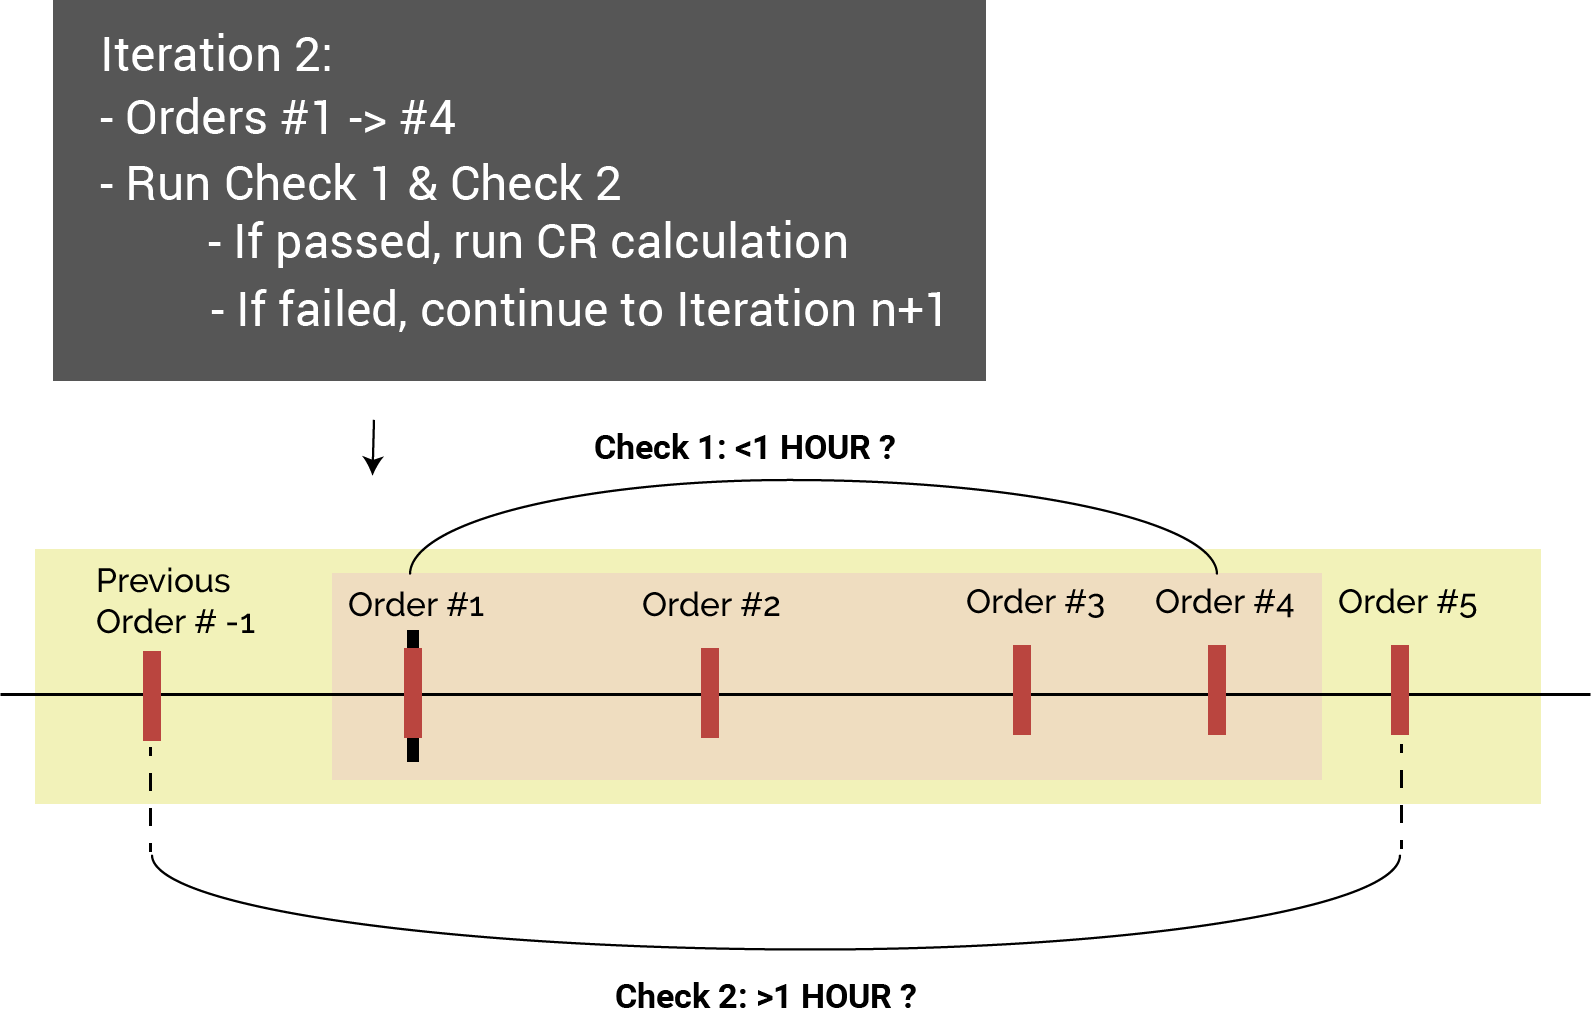 Iteration 2:
- Orders #1 -> #4
- Run Check 1 & Check 2
- If passed, run CR calculation
- If failed, continue to Iteration n+1
Check 1: <1 HOUR ?
Previous
Order # -1
Order #1
Order #2
Order #3
Order #4
Order #5
Check 2: >1 HOUR ?